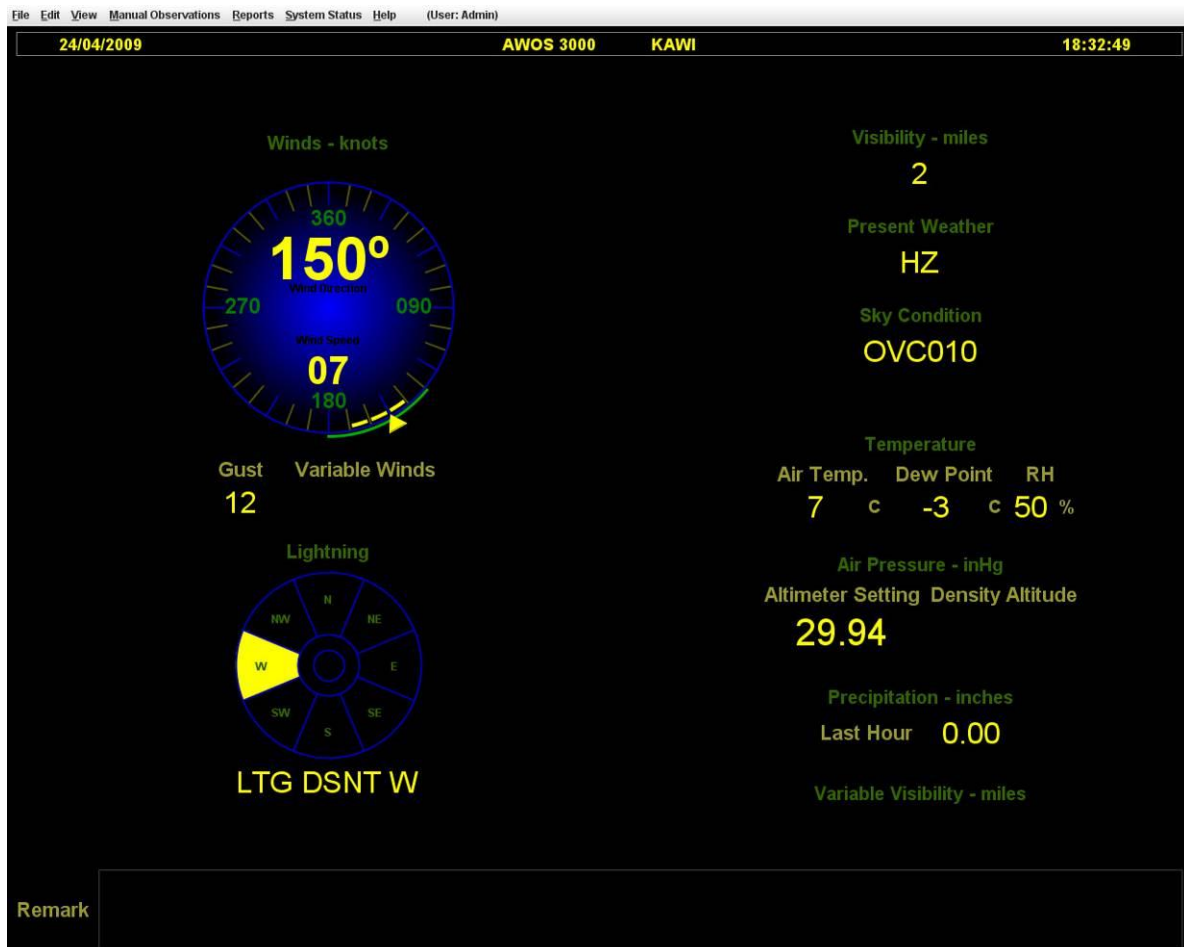 File Edit View Manual Observations Reports System Status Help (User: Admin)
24/04/2009 AWOS 3000 KAWI 18:32:49
Winds - knots
360
150º
Wind Direction
270 090
Wind Speed
07
180
Gust Variable Winds
12
Lightning
N
NW NE
W E
SW SE
S
LTG DSNT W
Visibility - miles
2
Present Weather
HZ
Sky Condition
OVC010
Temperature
Air Temp. Dew Point RH
7 C -3 C 50 %
Air Pressure - inHg
Altimeter Setting Density Altitude
29.94
Precipitation - inches
Last Hour 0.00
Variable Visibility - miles
Remark